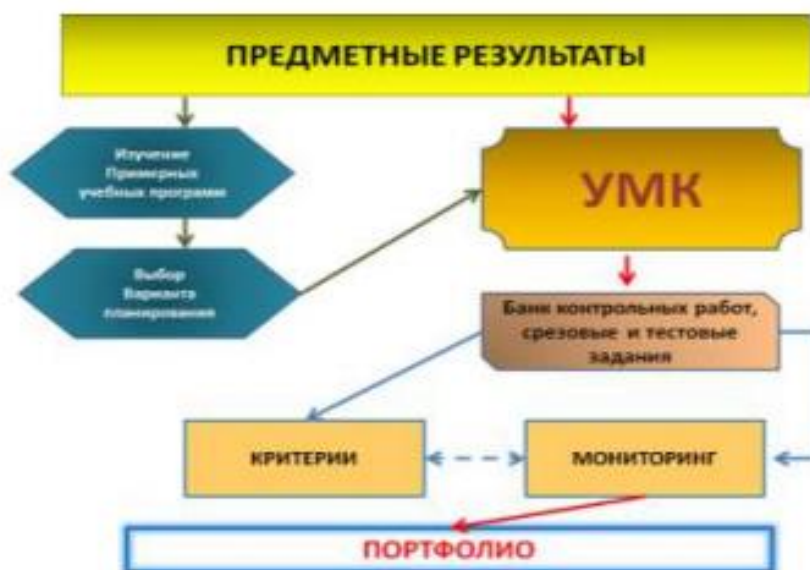 ПРЕДМЕТНЫЕ РЕЗУЛЬТАТЫ
Изучение
Примерных
учебных программ
УМК
Выбор
Варианта
планирования
Банк контрольных работ,
срезовые и тестовые
задания
КРИТЕРИИ
МОНИТОРИНГ
ПОРТФОЛИО